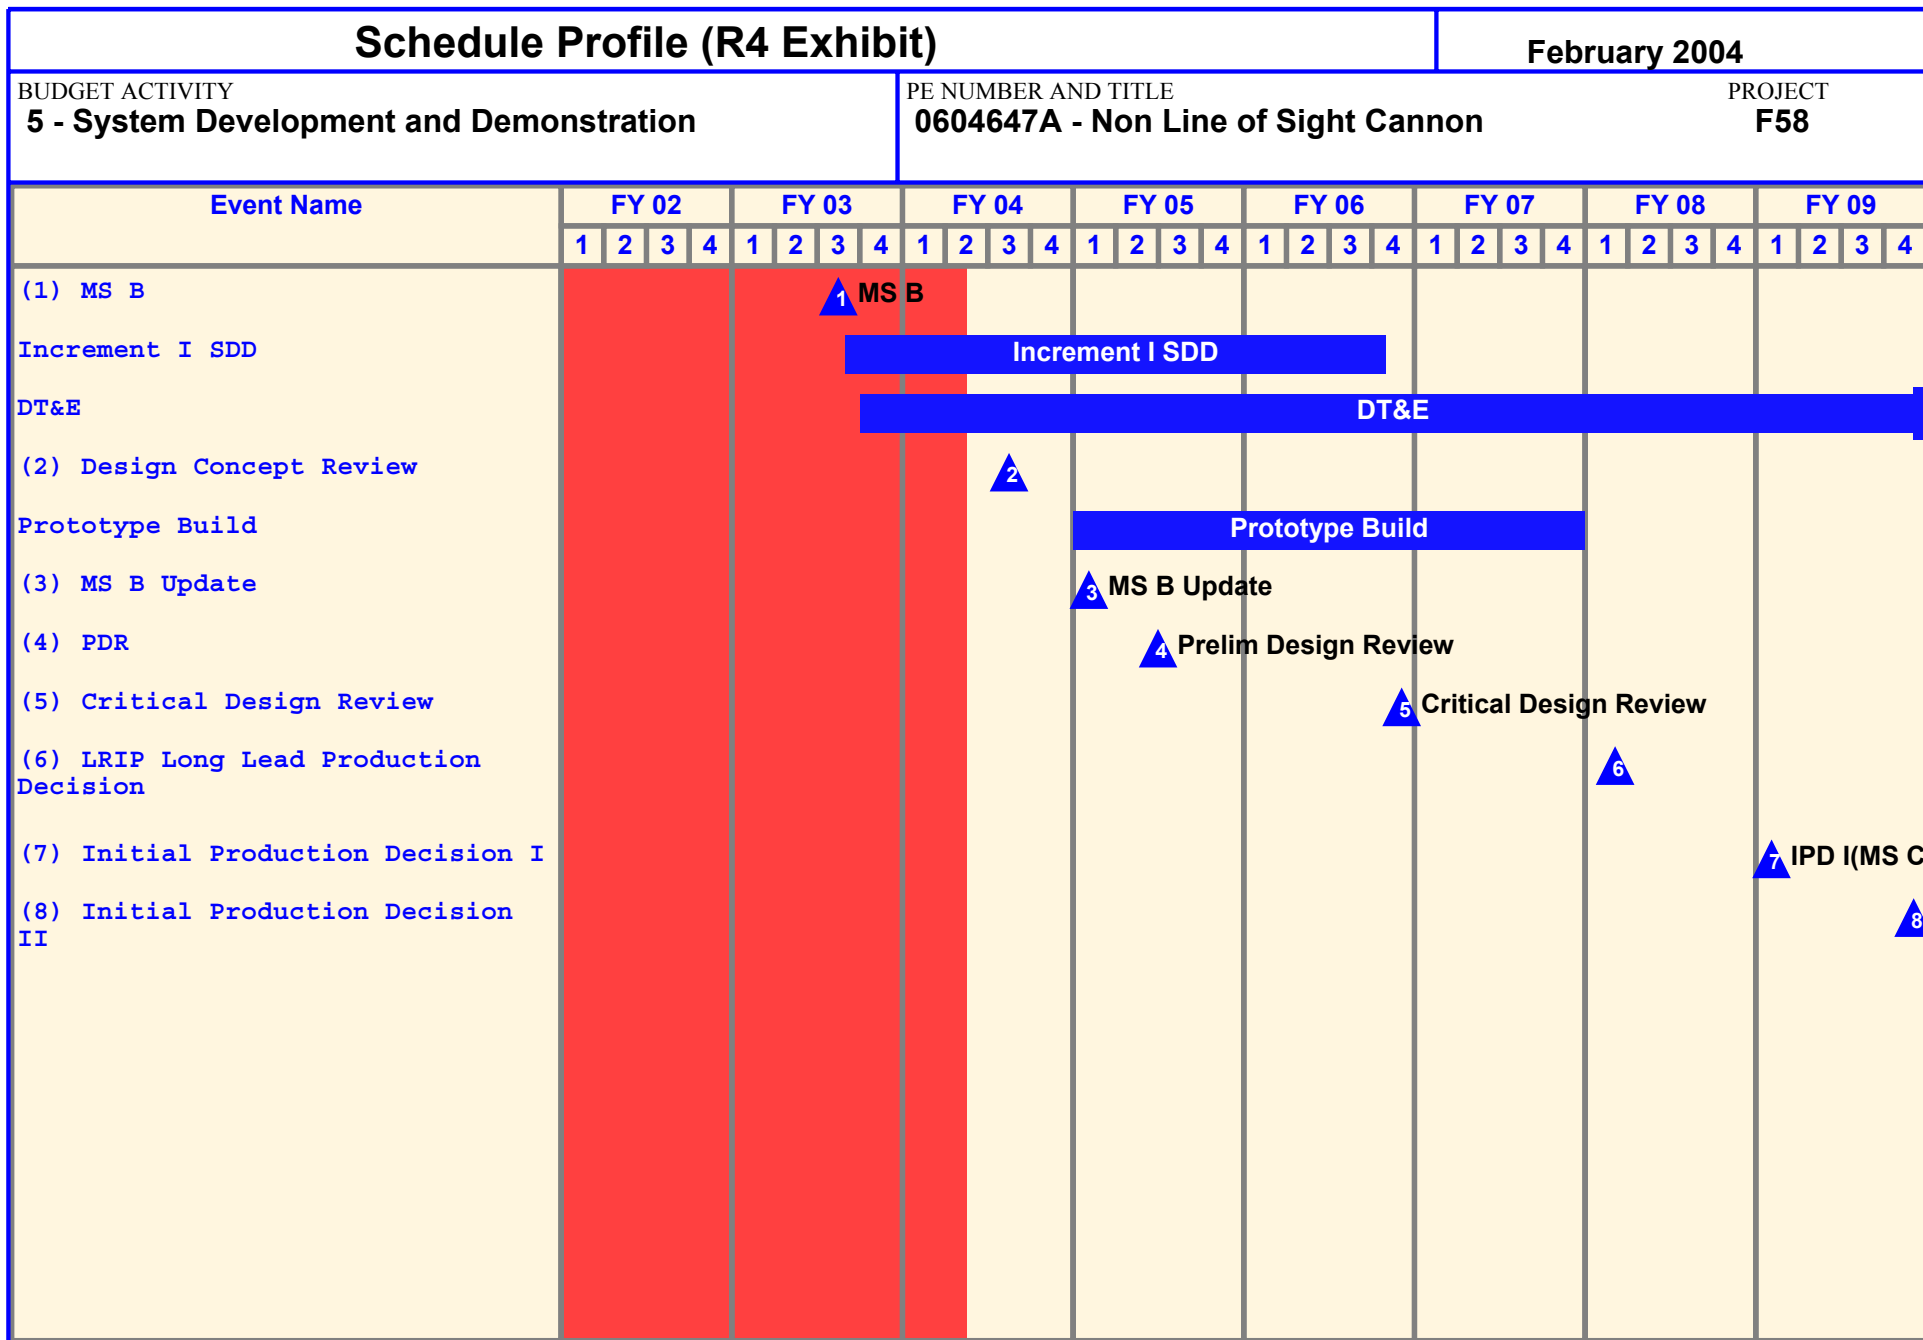 Schedule Profile (R4 Exhibit)
February 2004
BUDGET ACTIVITY
5 - System Development and Demonstration
PE NUMBER AND TITLE
0604647A - Non Line of Sight Cannon
PROJECT
F58
Event Name FY 02 FY 03 FY 04 FY 05 FY 06 FY 07 FY 08 FY 09
1 2 3 4 1 2 3 4 1 2 3 4 1 2 3 4 1 2 3 4 1 2 3 4 1 2 3 4 1 2 3 4
(1) MS B 1 MS B
Increment I SDD Increment I SDD
DT&E DT&E
(2) Design Concept Review 2
Prototype Build Prototype Build
(3) MS B Update 3 MS B Update
(4) PDR 4 Prelim Design Review
(5) Critical Design Review 5 Critical Design Review
(6) LRIP Long Lead Production 6
Decision
(7) Initial Production Decision I 7 IPD I(MS C
(8) Initial Production Decision 8
II